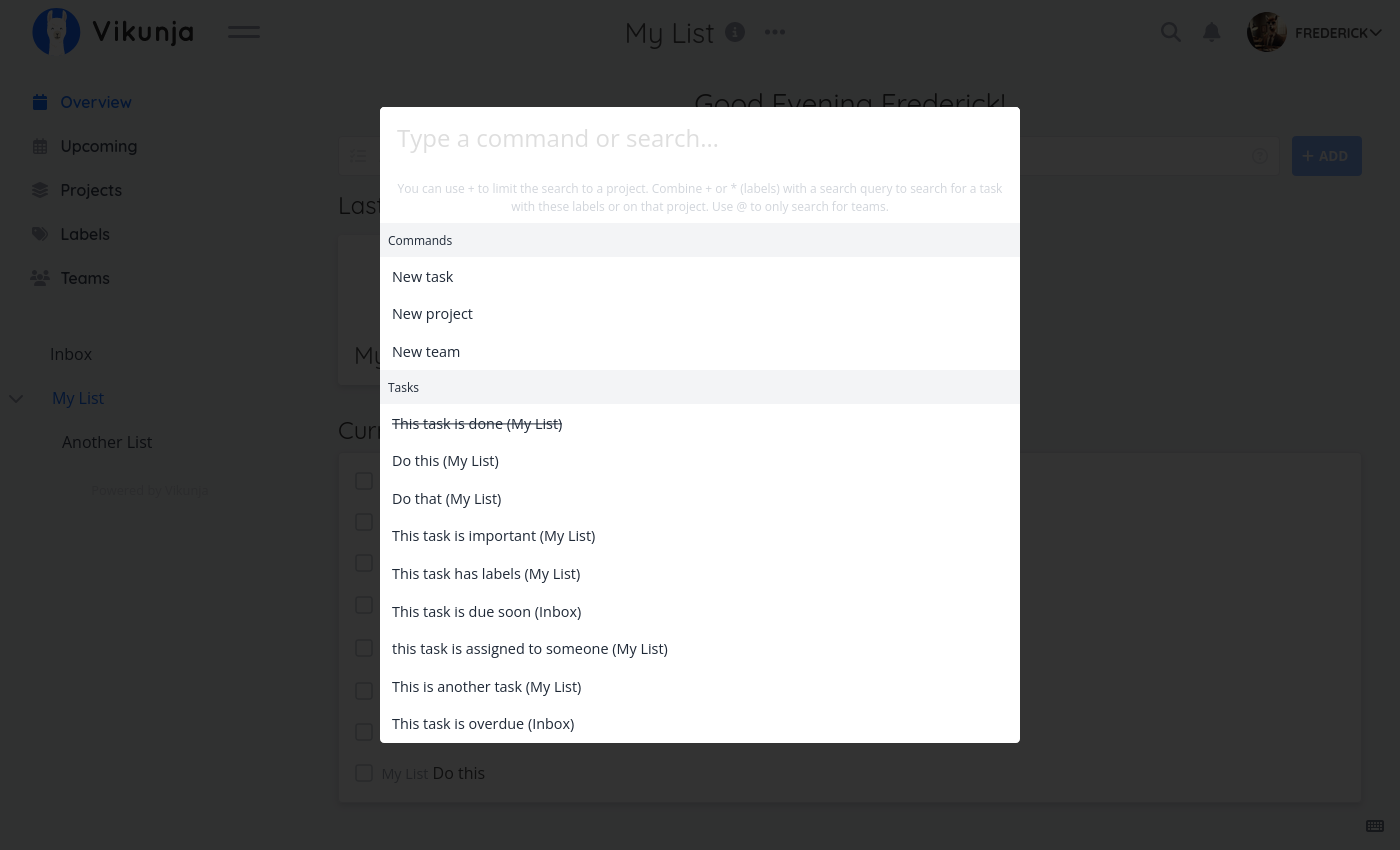 Vikunja
My List
FREDERICK
Overview
Upcoming
Projects
Labels
Teams
Inbox
My List
Another List
Powered by Vikunja
Good Evening Frederick!
ADD
Type a command or search...
You can use + to limit the search to a project. Combine + or * (labels) with a search query to search for a task
with these labels or on that project. Use @ to only search for teams.
Commands
New task
New project
New team
Tasks
This task is done (My List)
Do this (My List)
Do that (My List)
This task is important (My List)
This task has labels (My List)
This task is due soon (Inbox)
this task is assigned to someone (My List)
This is another task (My List)
This task is overdue (Inbox)
My List Do this